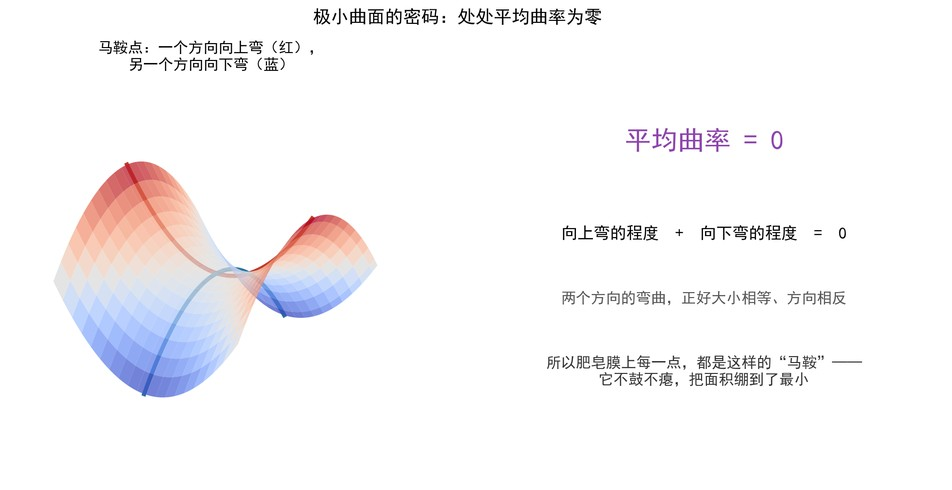 极小曲面的密码：处处平均曲率为零
马鞍点：一个方向向上弯（红），
另一个方向向下弯（蓝）
平均曲率 = 0
向上弯的程度 + 向下弯的程度 = 0
两个方向的弯曲，正好大小相等、方向相反
所以肥皂膜上每一点，都是这样的“马鞍”——
它不鼓不瘪，把面积绷到了最小